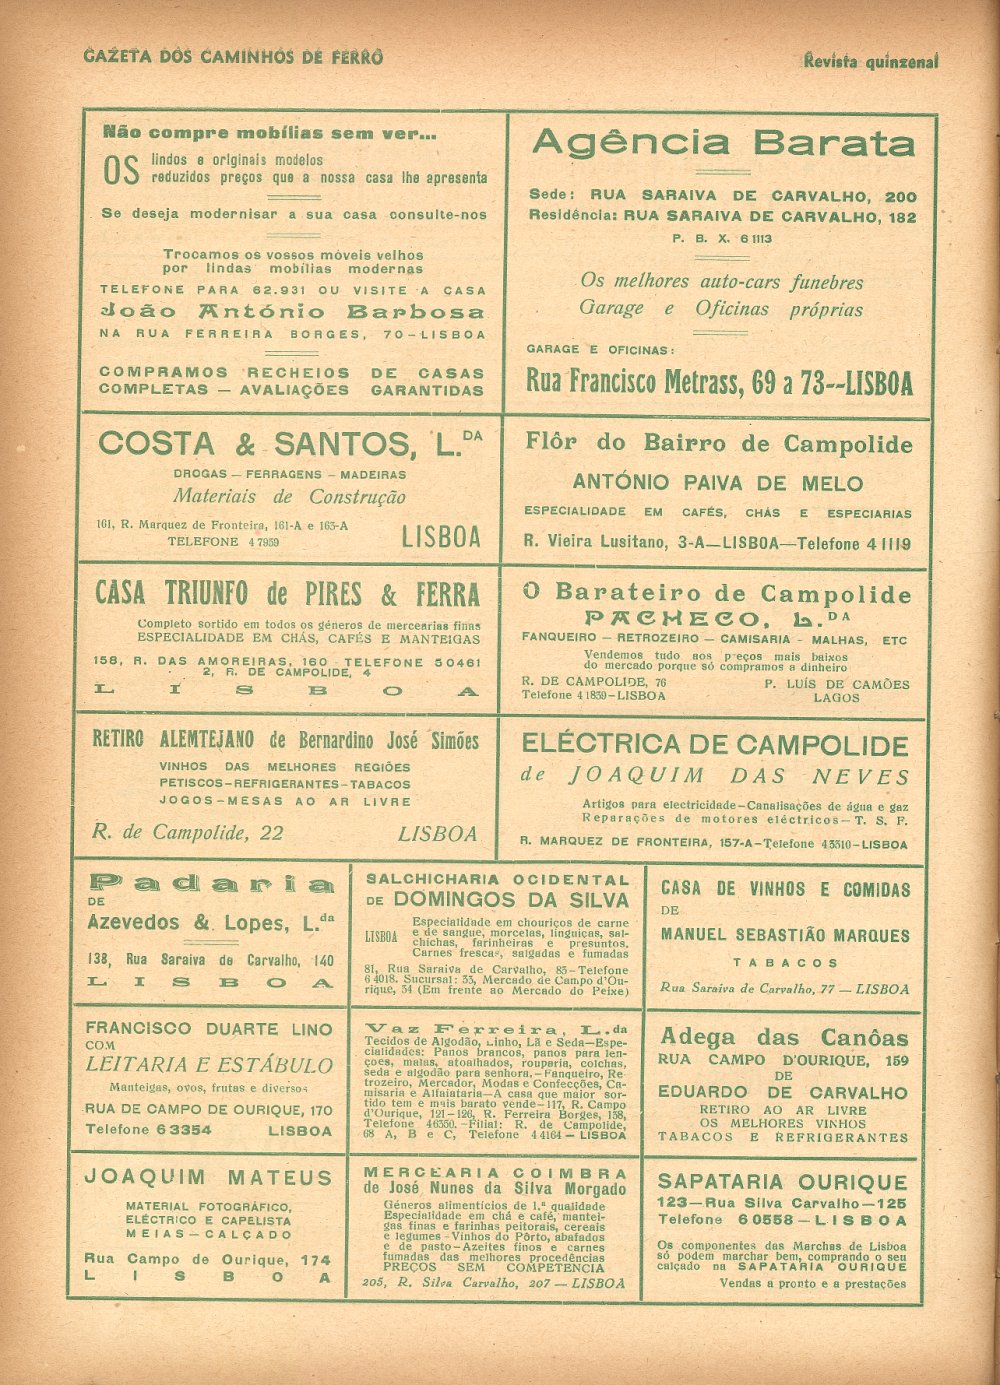 GAZETA DOS CAMINHOS DE FERRO
Revista quinzenal
Não compre mobílias sem ver...
OS lindos e originais modelos
reduzidos preços que a nossa casa lhe apresenta
Se deseja modernisar a sua casa consulte-nos
Trocamos os vossos móveis velhos
por lindas mobílias modernas
TELEFONE PARA 62.931 OU VISITE A CASA
João António Barbosa
NA RUA FERREIRA BORGES, 70-LISBOA
COMPRAMOS RECHEIOS DE CASAS
COMPLETAS — AVALIAÇÕES GARANTIDAS
Agência Barata
Sede: RUA SARAIVA DE CARVALHO, 200
Residência: RUA SARAIVA DE CARVALHO, 182
P. B. X. 61113
Os melhores auto-cars funebres
Garage e Oficinas próprias
GARAGE E OFICINAS:
Rua Francisco Metrass, 69 a 73--LISBOA
COSTA & SANTOS, L.DA
DROGAS — FERRAGENS — MADEIRAS
Materiais de Construção
161, R. Marquez de Fronteira, 161-A e 163-A
TELEFONE 47959
LISBOA
Flôr do Bairro de Campolide
ANTÓNIO PAIVA DE MELO
ESPECIALIDADE EM CAFÉS, CHÁS E ESPECIARIAS
R. Vieira Lusitano, 3-A—LISBOA—Telefone 41119
CASA TRIUNFO de PIRES & FERRA
Completo sortido em todos os géneros de mercearias finas
ESPECIALIDADE EM CHÁS, CAFÉS E MANTEIGAS
158, R. DAS AMOREIRAS, 160 - TELEFONE 50461
2, R. DE CAMPOLIDE, 4
LISBOA
O Barateiro de Campolide
PACHECO, L.DA
FANQUEIRO — RETROZEIRO — CAMISARIA - MALHAS, ETC
Vendemos tudo aos preços mais baixos
do mercado porque só compramos a dinheiro
R. DE CAMPOLIDE, 76
Telefone 41839-LISBOA
P. LUÍS DE CAMÕES
LAGOS
RETIRO ALEMTEJANO de Bernardino José Simões
VINHOS DAS MELHORES REGIÕES
PETISCOS-REFRIGERANTES-TABACOS
JOGOS-MESAS AO AR LIVRE
R. de Campolide, 22 LISBOA
ELÉCTRICA DE CAMPOLIDE
de JOAQUIM DAS NEVES
Artigos para electricidade—Canalisações de água e gaz
Reparações de motores eléctricos—T. S. F.
R. MARQUEZ DE FRONTEIRA, 157-A-Telefone 43310-LISBOA
Padaria
DE
Azevedos & Lopes, L.da
138, Rua Saraiva de Carvalho, 140
LISBOA
SALCHICHARIA OCIDENTAL
DE DOMINGOS DA SILVA
LISBOA
Especialidade em chouriços de carne
e de sangue, morcelas, linguiças, sal-
chichas, farinheiras e presuntos.
Carnes frescas, salgadas e fumadas
81, Rua Saraiva de Carvalho, 83-Telefone
64018. Sucursal: 33, Mercado de Campo d'Ou-
rique, 34 (Em frente ao Mercado do Peixe)
CASA DE VINHOS E COMIDAS
DE
MANUEL SEBASTIÃO MARQUES
TABACOS
Rua Saraiva de Carvalho, 77 — LISBOA
FRANCISCO DUARTE LINO
COM
LEITARIA E ESTÁBULO
Manteigas, ovos, frutas e diversos
RUA DE CAMPO DE OURIQUE, 170
Telefone 63354 LISBOA
Vaz Ferreira, L.da
Tecidos de Algodão, Linho, Lã e Seda—Espe-
cialidades: Panos brancos, panos para len-
çoes, malas, atoalhados, rouparia, colchas,
seda e algodão para senhora.—Fanqueiro, Re-
trozeiro, Mercador, Modas e Confecções, Ca-
misaria e Alfaiataria—A casa que maior sor-
tido tem e mais barato vende—117, R. Campo
d'Ourique, 121-126, R. Ferreira Borges, 138,
Telefone 46350.-Filial: R. de Campolide,
68 A, B e C, Telefone 44164 — LISBOA
Adega das Canôas
RUA CAMPO D'OURIQUE, 159
DE
EDUARDO DE CARVALHO
RETIRO AO AR LIVRE
OS MELHORES VINHOS
TABACOS E REFRIGERANTES
JOAQUIM MATEUS
MATERIAL FOTOGRÁFICO,
ELÉCTRICO E CAPELISTA
MEIAS—CALÇADO
Rua Campo de Ourique, 174
LISBOA
MERCEARIA COIMBRA
de José Nunes da Silva Morgado
Géneros alimentícios de 1.ª qualidade
Especialidade em chá e café, mantei-
gas finas e farinhas peitorais, cereais
e legumes-Vinhos do Pôrto, abafados
e de pasto-Azeites finos e carnes
fumadas das melhores procedências
PREÇOS SEM COMPETENCIA
205, R. Silva Carvalho, 207 — LISBOA
SAPATARIA OURIQUE
123—Rua Silva Carvalho—125
Telefone 60558—LISBOA
Os componentes das Marchas de Lisboa
só podem marchar bem, comprando o seu
calçado na SAPATARIA OURIQUE
Vendas a pronto e a prestações